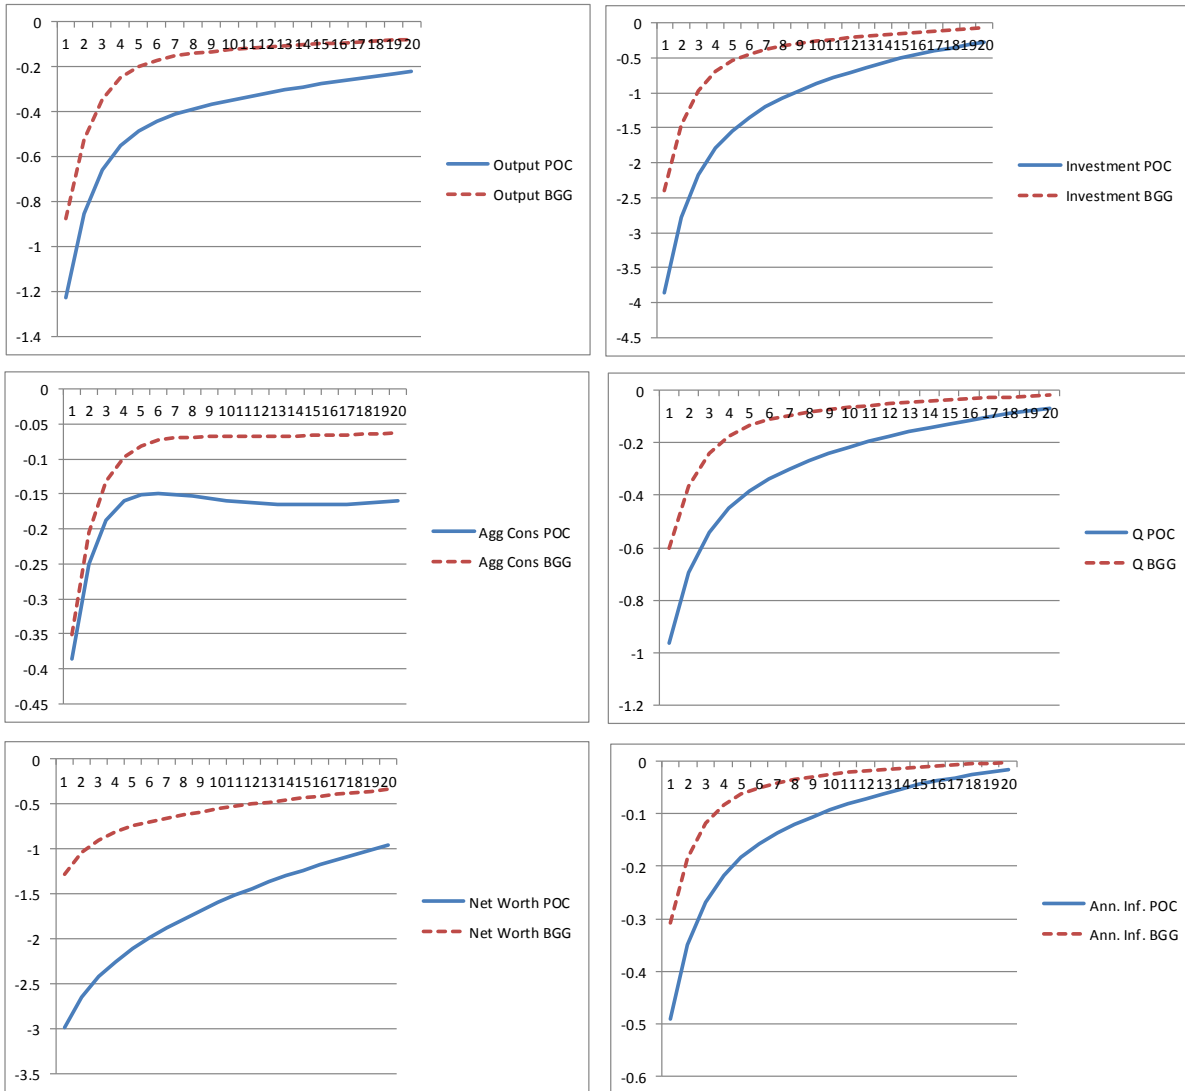 0
1 2 3 4 5 6 7 8 9 10 11 12 13 14 15 16 17 18 19 20
-0.2
-0.4
-0.6
-0.8
-1
-1.2
-1.4
Output POC
Output BGG
0
1 2 3 4 5 6 7 8 9 10 11 12 13 14 15 16 17 18 19 20
-0.5
-1
-1.5
-2
-2.5
-3
-3.5
-4
-4.5
Investment POC
Investment BGG
0
1 2 3 4 5 6 7 8 9 10 11 12 13 14 15 16 17 18 19 20
-0.05
-0.1
-0.15
-0.2
-0.25
-0.3
-0.35
-0.4
-0.45
Agg Cons POC
Agg Cons BGG
0
1 2 3 4 5 6 7 8 9 10 11 12 13 14 15 16 17 18 19 20
-0.2
-0.4
-0.6
-0.8
-1
-1.2
Q POC
Q BGG
0
1 2 3 4 5 6 7 8 9 10 11 12 13 14 15 16 17 18 19 20
-0.5
-1
-1.5
-2
-2.5
-3
-3.5
Net Worth POC
Net Worth BGG
0
1 2 3 4 5 6 7 8 9 10 11 12 13 14 15 16 17 18 19 20
-0.1
-0.2
-0.3
-0.4
-0.5
-0.6
Ann. Inf. POC
Ann. Inf. BGG